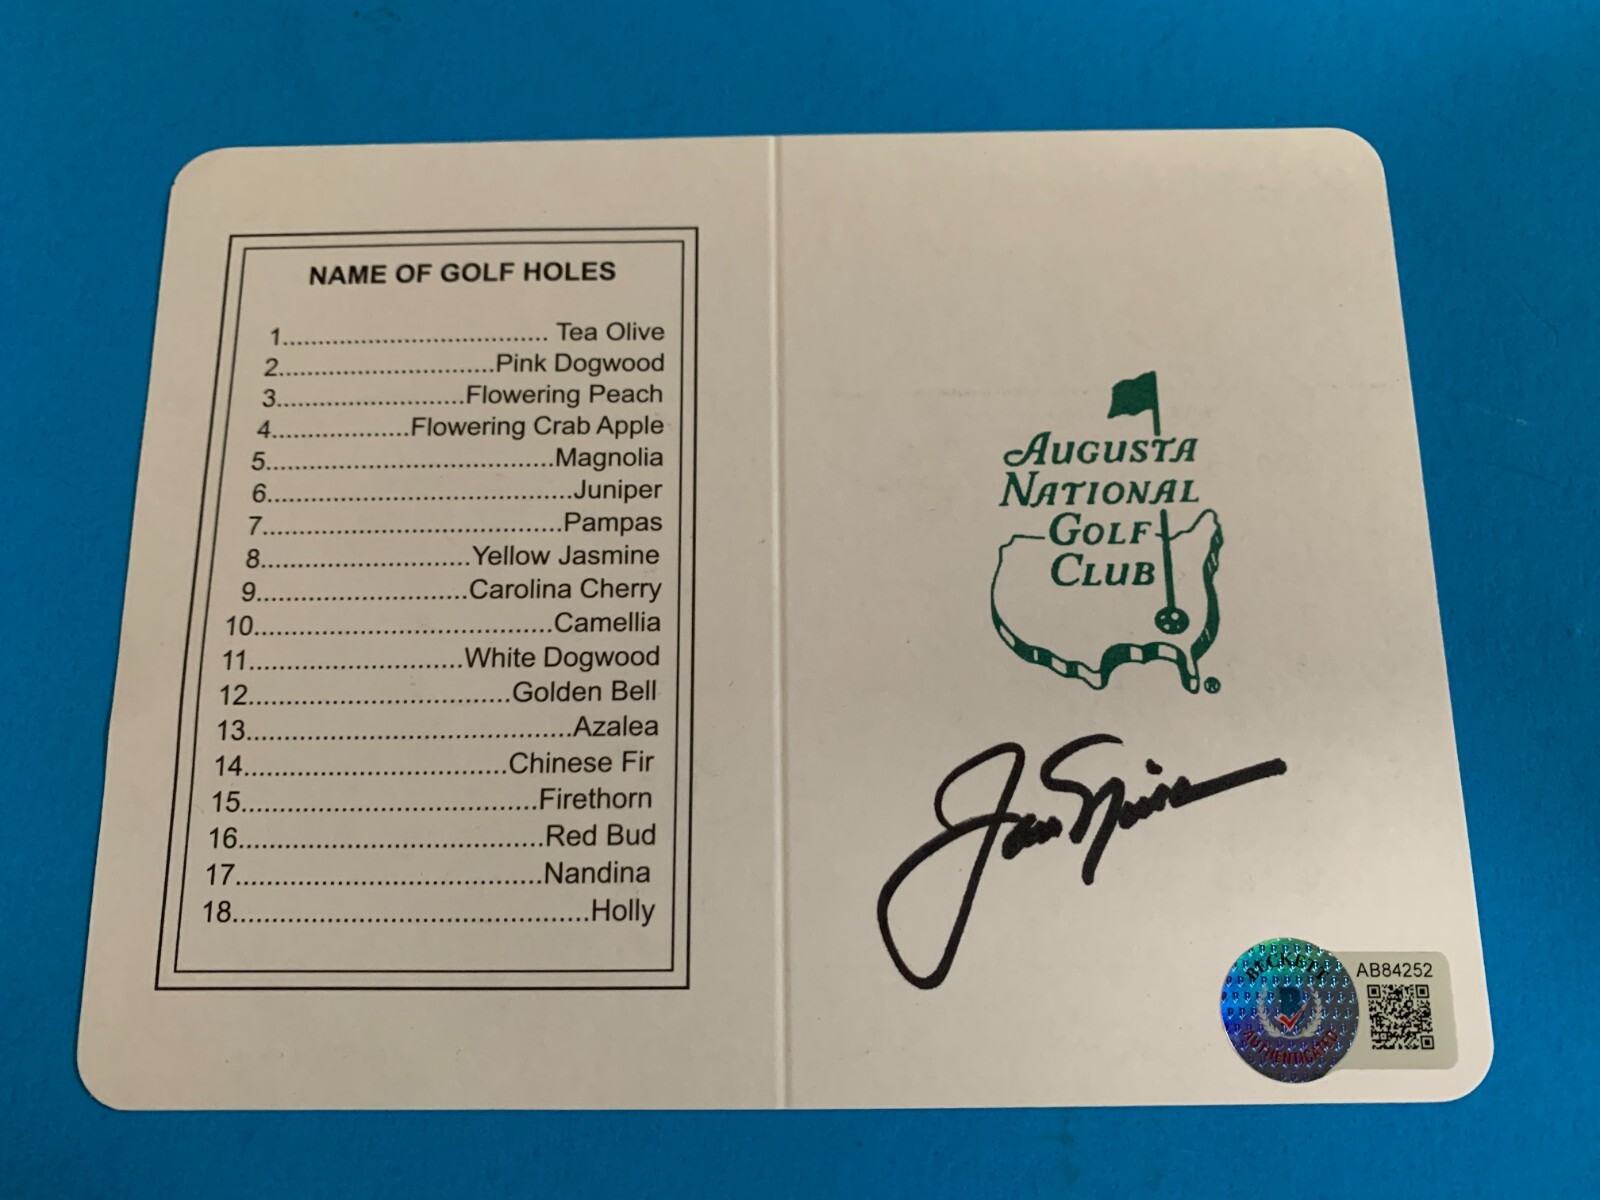 NAME OF GOLF HOLES
1.................................... Tea Olive
2..............................Pink Dogwood
3..........................Flowering Peach
4...................Flowering Crab Apple
5.....................................Magnolia
6.......................................Juniper
7......................................Pampas
8...........................Yellow Jasmine
9...........................Carolina Cherry
10.....................................Camellia
11...........................White Dogwood
12.................................Golden Bell
13.........................................Azalea
14.................................Chinese Fir
15.....................................Firethorn
16......................................Red Bud
17......................................Nandina
18............................................Holly
AUGUSTA
NATIONAL
GOLF
CLUB
®
BECKETT
AUTHENTICATED
AB84252